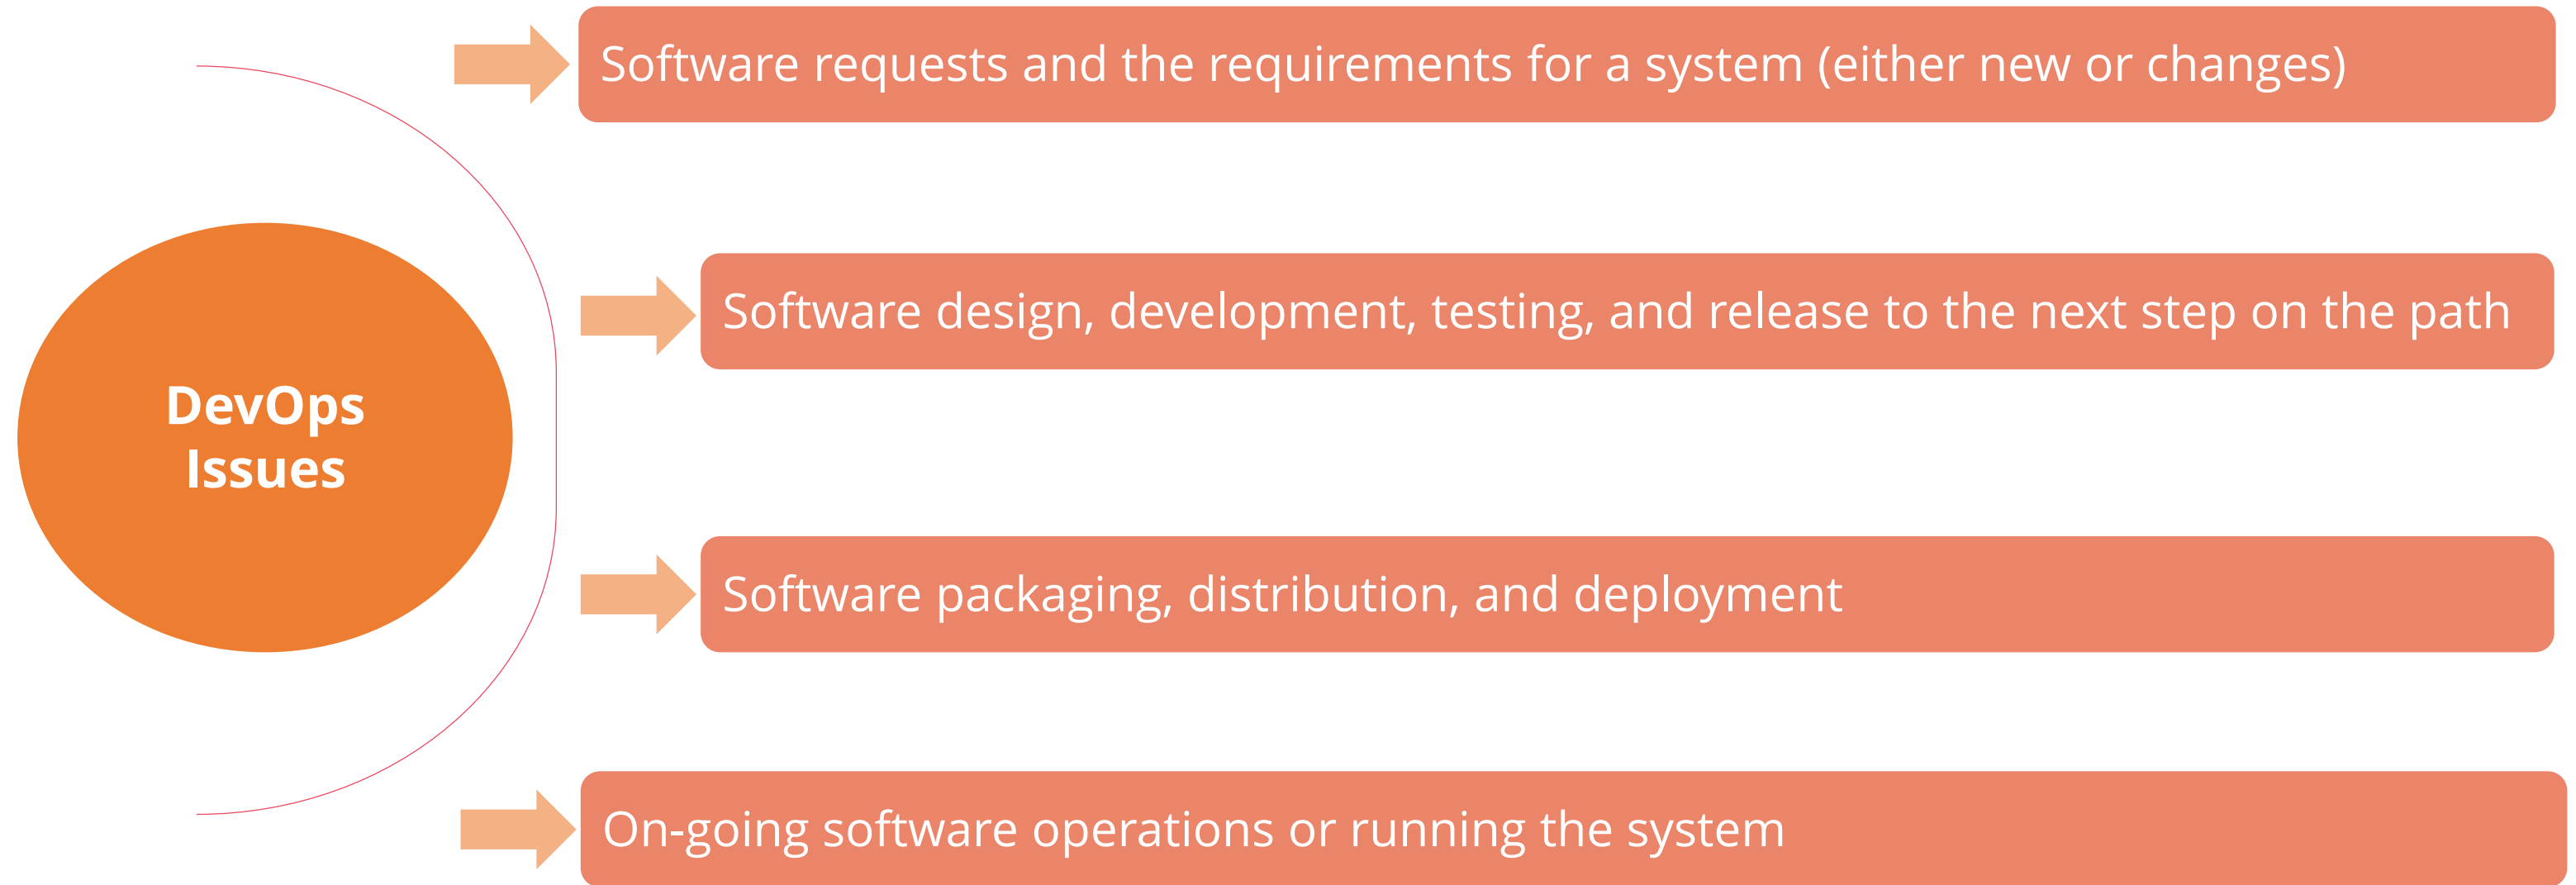 Software requests and the requirements for a system (either new or changes)
Software design, development, testing, and release to the next step on the path
DevOps
Issues
Software packaging, distribution, and deployment
On-going software operations or running the system